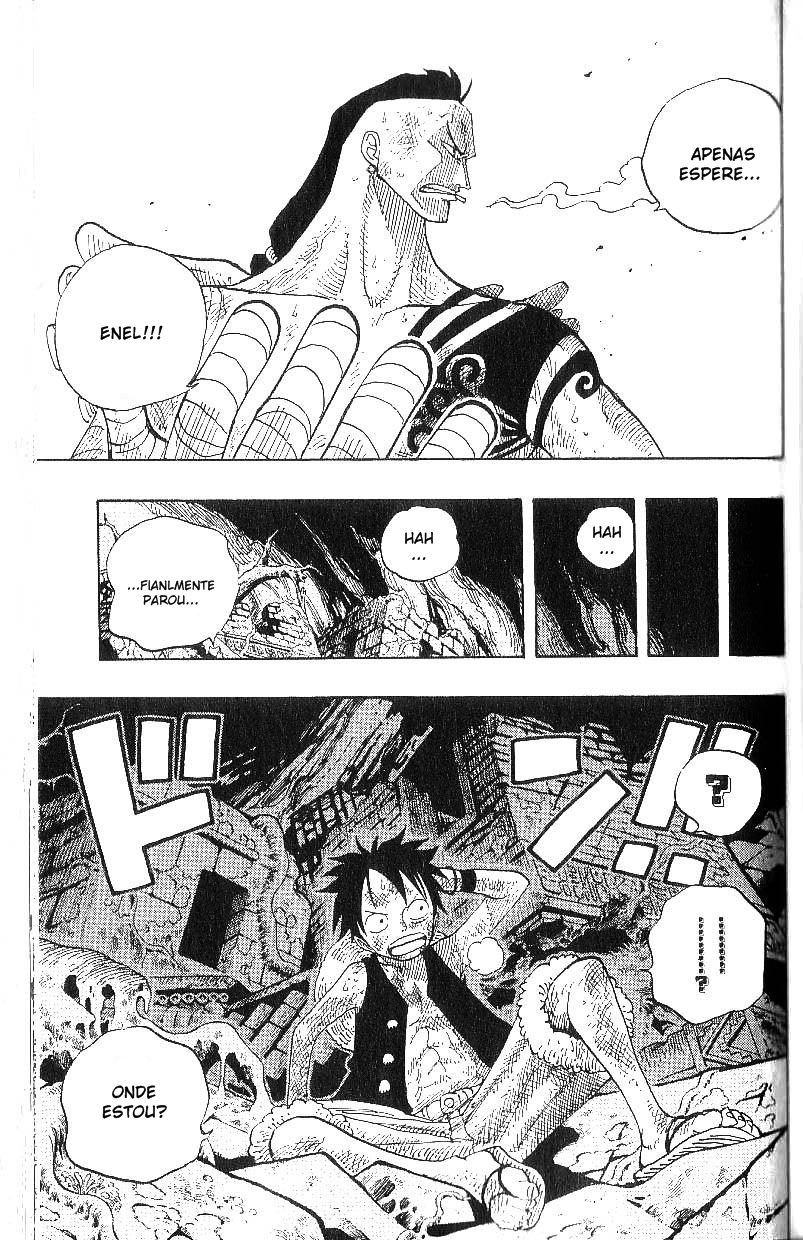 APENAS
ESPERE...
ENEL!!!
HAH
...
HAH
...
...FIANLMENTE
PAROU...
?
.........
.........?
ONDE
ESTOU?